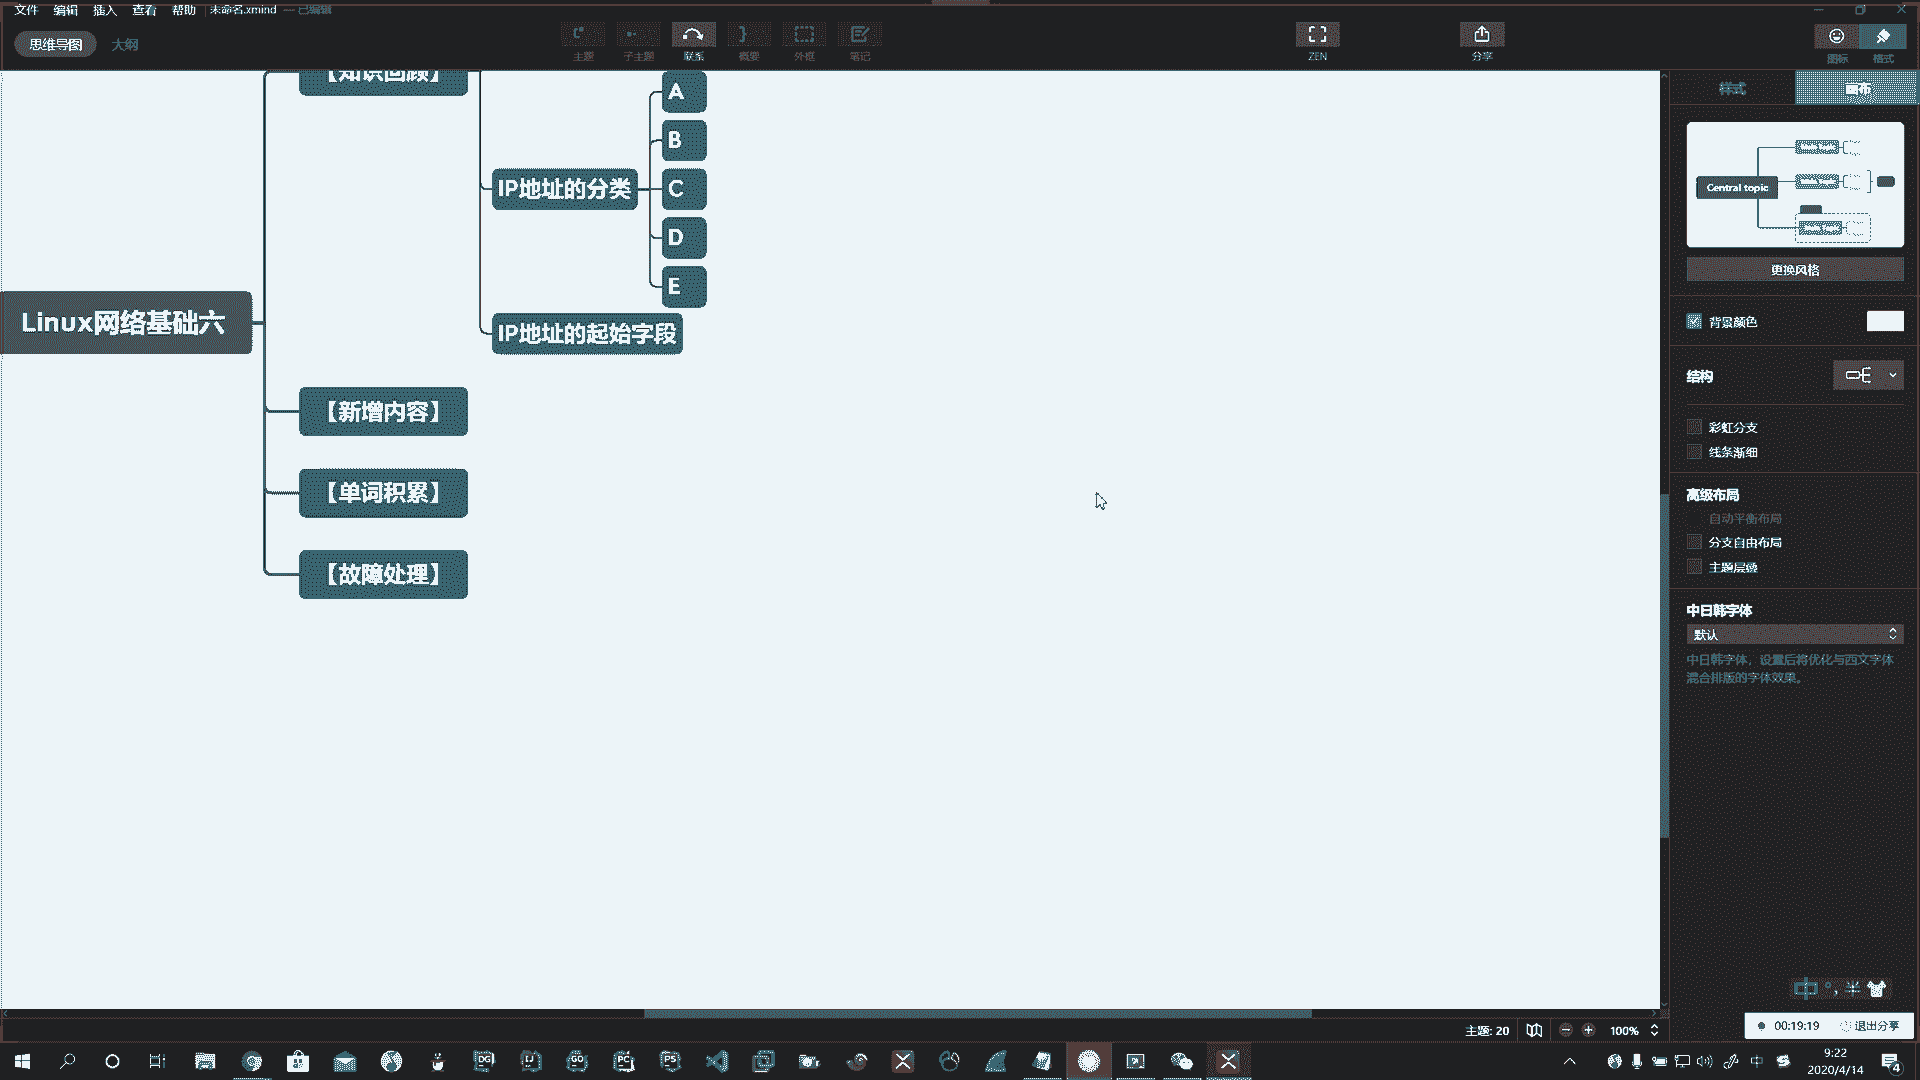 文件 编辑 插入 查看 帮助 未命名.xmind — 已编辑
思维导图 大纲
主题 子主题 联系 概要 外框 笔记 ZEN 分享 图标 格式
样式 画布
【知识回顾】
A
B
IP地址的分类
C
D
E
IP地址的起始字段
Linux网络基础六
【新增内容】
【单词积累】
【故障处理】
Central topic
更换风格
背景颜色
结构
彩虹分支
线条渐细
高级布局
自动平衡布局
分支自由布局
主题层叠
中日韩字体
默认
中日韩字体，设置后将优化与西文字体
混合排版的字体效果。
中 °, 半
主题: 20 100%
00:19:19 退出分享
DG IJ GO PC PS
中
9:22
2020/4/14
4